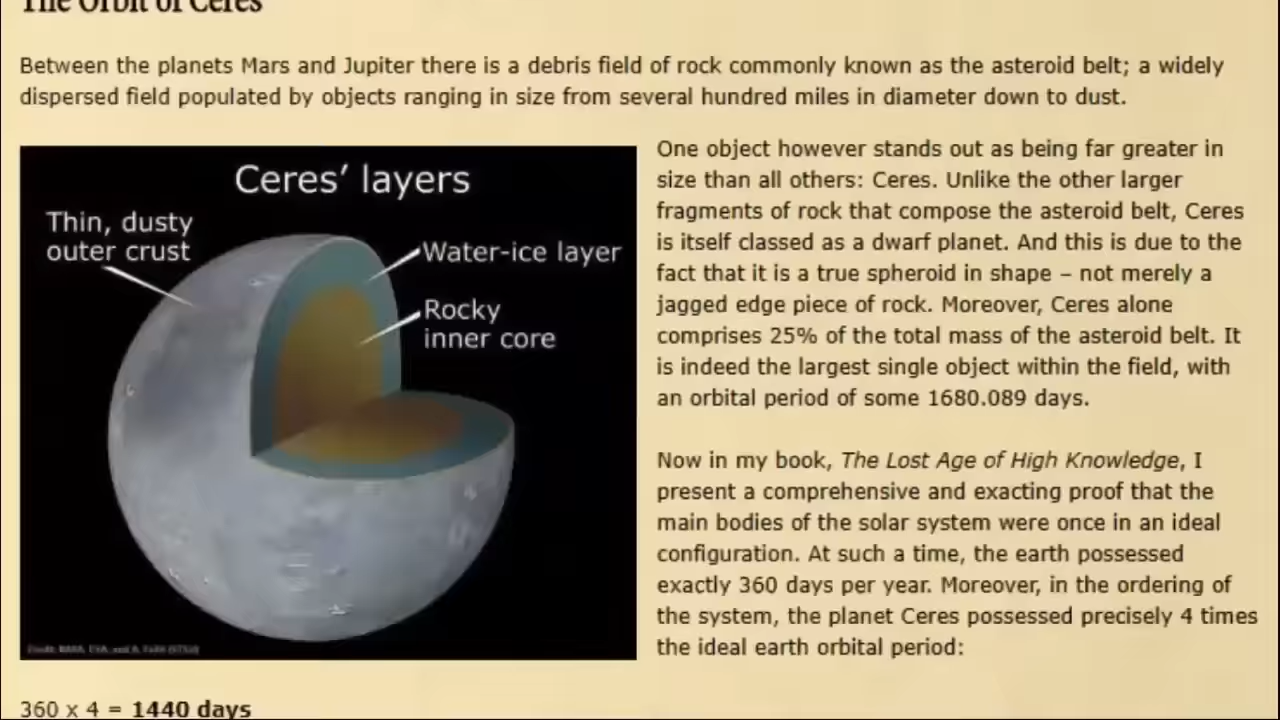 The Orbit of Ceres
Between the planets Mars and Jupiter there is a debris field of rock commonly known as the asteroid belt; a widely
dispersed field populated by objects ranging in size from several hundred miles in diameter down to dust.
Ceres' layers
Thin, dusty
outer crust
Water-ice layer
Rocky
inner core
One object however stands out as being far greater in
size than all others: Ceres. Unlike the other larger
fragments of rock that compose the asteroid belt, Ceres
is itself classed as a dwarf planet. And this is due to the
fact that it is a true spheroid in shape – not merely a
jagged edge piece of rock. Moreover, Ceres alone
comprises 25% of the total mass of the asteroid belt. It
is indeed the largest single object within the field, with
an orbital period of some 1680.089 days.
Now in my book, The Lost Age of High Knowledge, I
present a comprehensive and exacting proof that the
main bodies of the solar system were once in an ideal
configuration. At such a time, the earth possessed
exactly 360 days per year. Moreover, in the ordering of
the system, the planet Ceres possessed precisely 4 times
the ideal earth orbital period:
360 x 4 = 1440 days